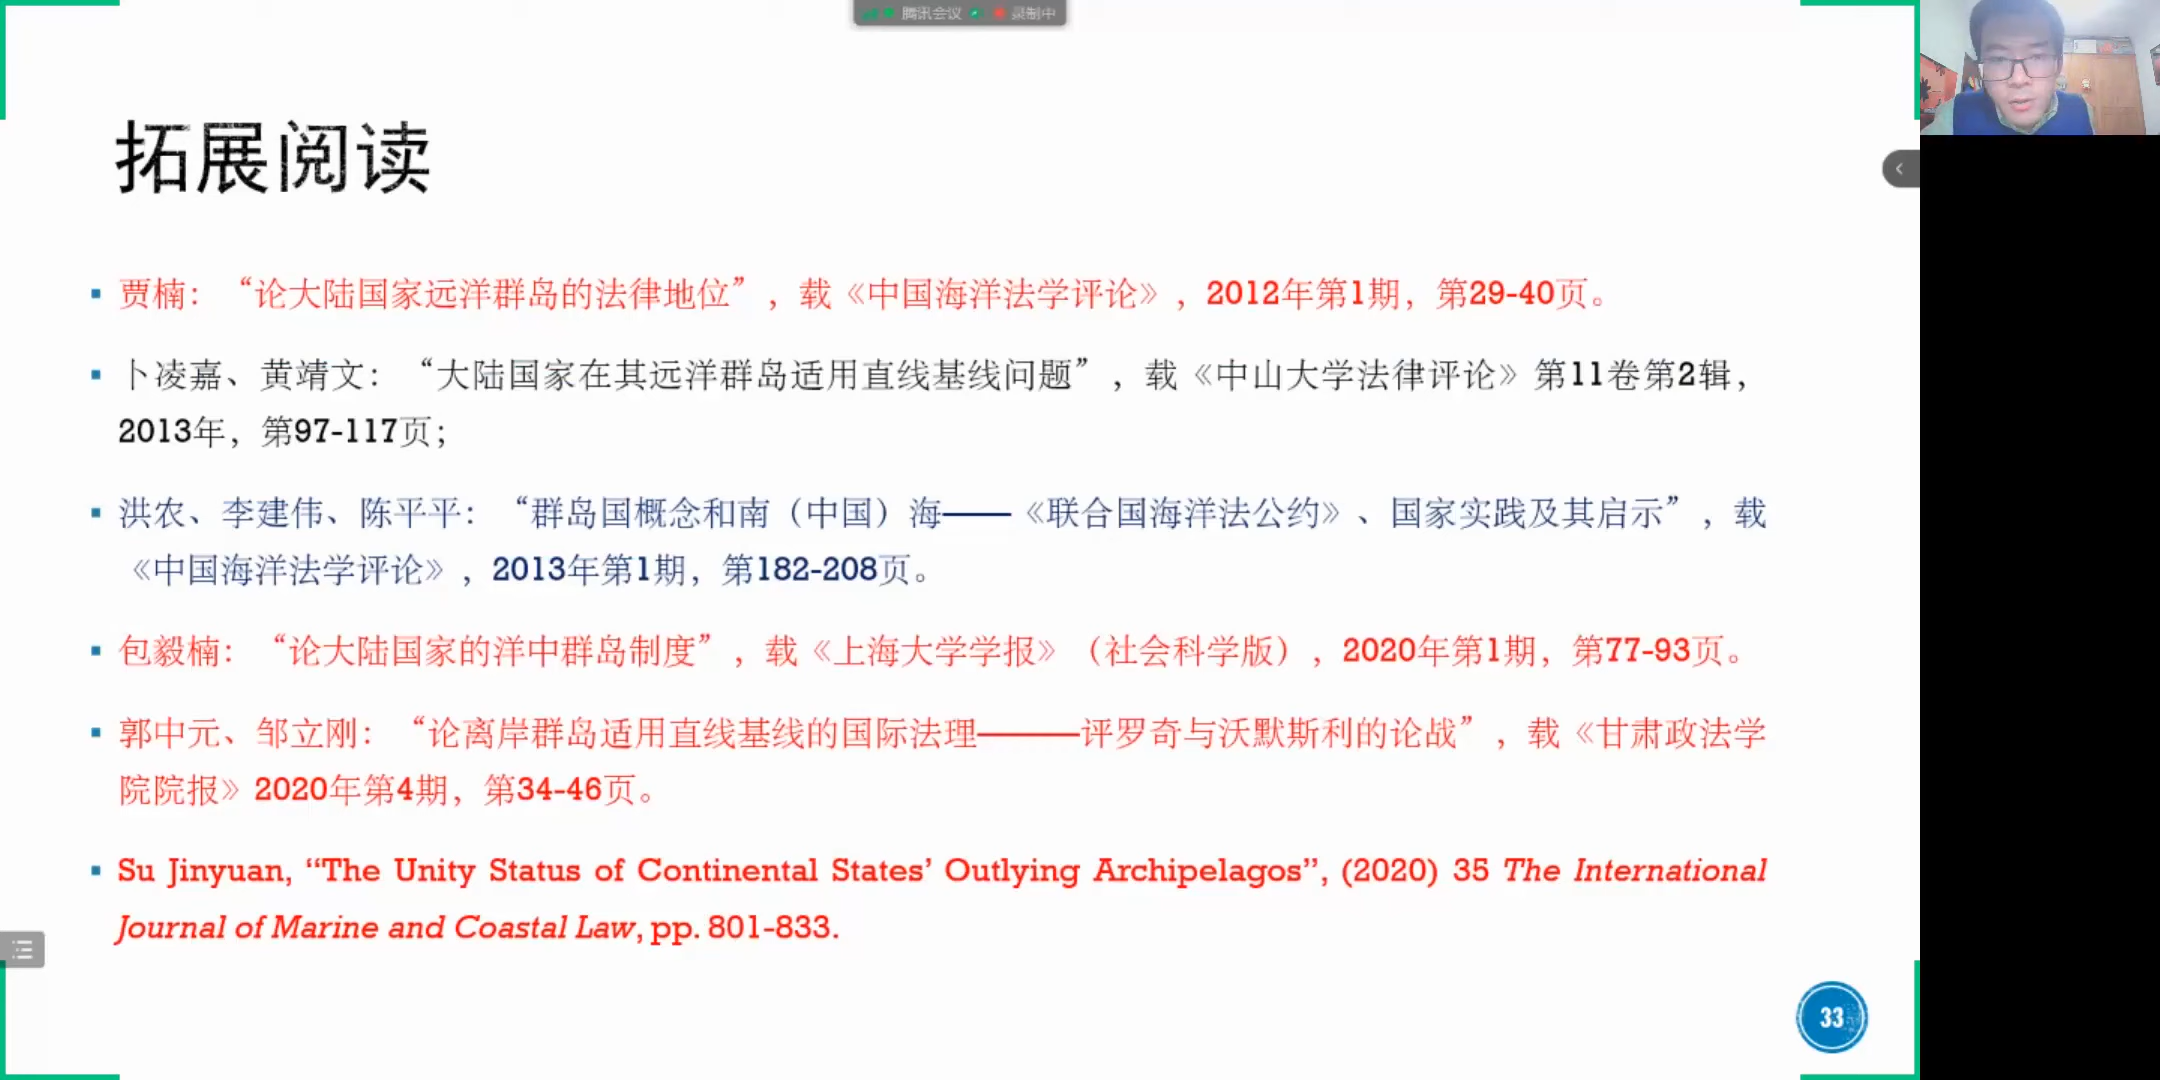 腾讯会议 录制中
拓展阅读
▪ 贾楠：“论大陆国家远洋群岛的法律地位”，载《中国海洋法学评论》，2012年第1期，第29-40页。
▪ 卜凌嘉、黄靖文：“大陆国家在其远洋群岛适用直线基线问题”，载《中山大学法律评论》第11卷第2辑，
2013年，第97-117页；
▪ 洪农、李建伟、陈平平：“群岛国概念和南（中国）海——《联合国海洋法公约》、国家实践及其启示”，载
《中国海洋法学评论》，2013年第1期，第182-208页。
▪ 包毅楠：“论大陆国家的洋中群岛制度”，载《上海大学学报》（社会科学版），2020年第1期，第77-93页。
▪ 郭中元、邹立刚：“论离岸群岛适用直线基线的国际法理———评罗奇与沃默斯利的论战”，载《甘肃政法学
院院报》2020年第4期，第34-46页。
▪ Su Jinyuan, “The Unity Status of Continental States’ Outlying Archipelagos”, (2020) 35 The International
Journal of Marine and Coastal Law, pp. 801-833.
33